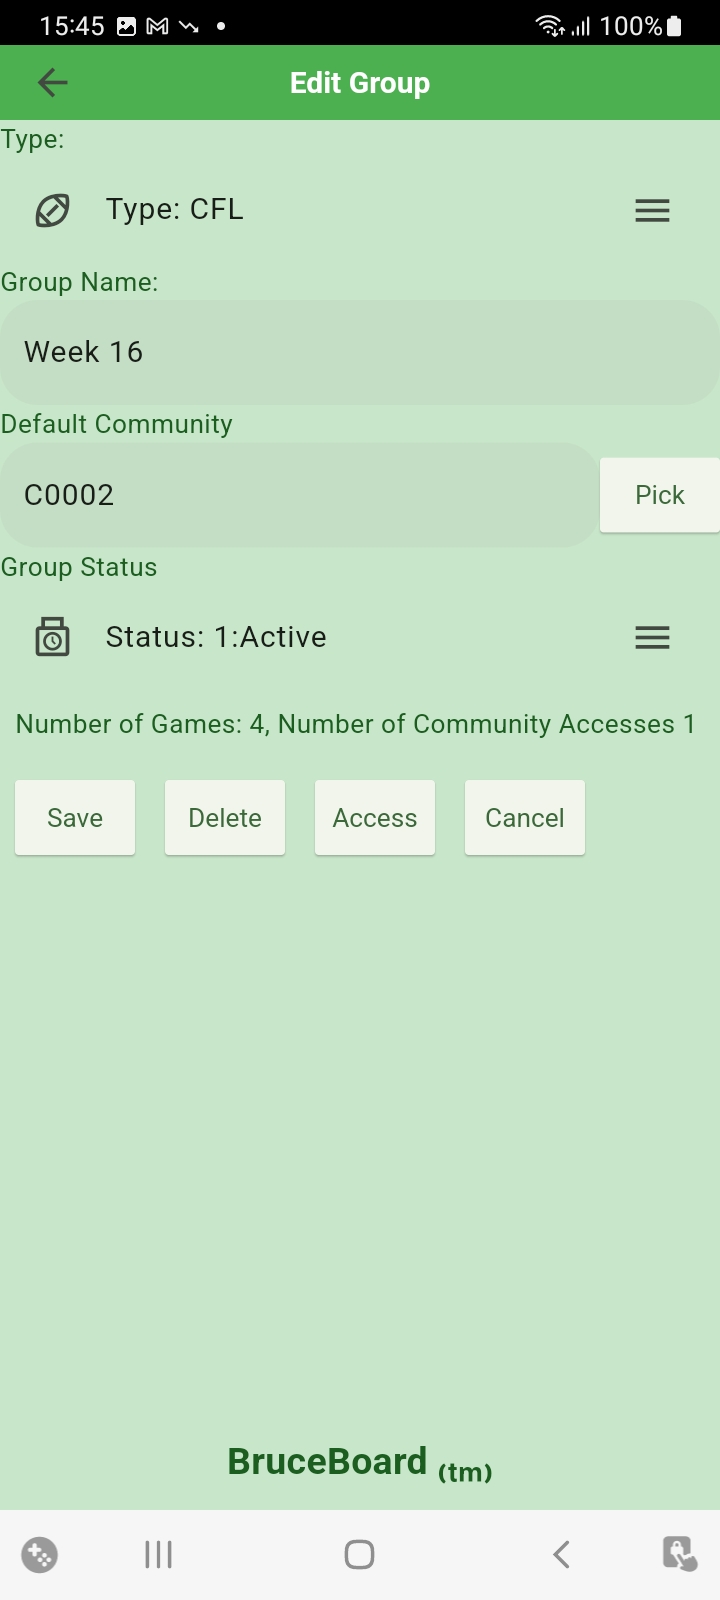 15:45 100%
Edit Group
Type:
Type: CFL
Group Name:
Week 16
Default Community
C0002
Pick
Group Status
Status: 1:Active
Number of Games: 4, Number of Community Accesses 1
Save Delete Access Cancel
BruceBoard (tm)